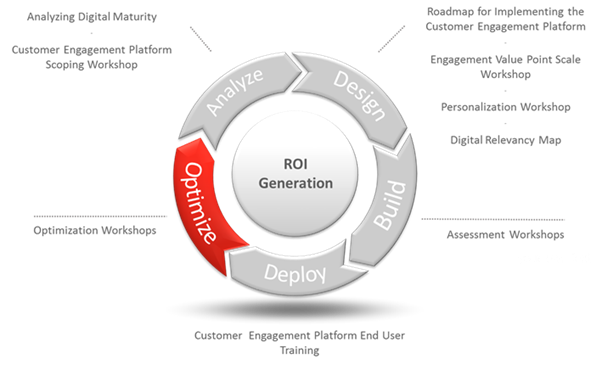 Analyzing Digital Maturity
Customer Engagement Platform
Scoping Workshop
Roadmap for Implementing the
Customer Engagement Platform
Engagement Value Point Scale
Workshop
Personalization Workshop
Digital Relevancy Map
Analyze
Design
Build
Deploy
Optimize
ROI
Generation
Optimization Workshops
Assessment Workshops
Customer Engagement Platform End User
Training